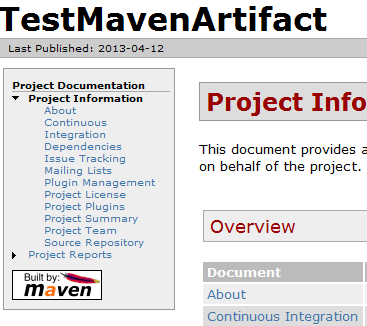 TestMavenArtifact
Last Published: 2013-04-12
Project Documentation
Project Information
About
Continuous
Integration
Dependencies
Issue Tracking
Mailing Lists
Plugin Management
Project License
Project Plugins
Project Summary
Project Team
Source Repository
Project Reports
Built by:
maven
Project Info
This document provides a
on behalf of the project.
Overview
Document
About
Continuous Integration